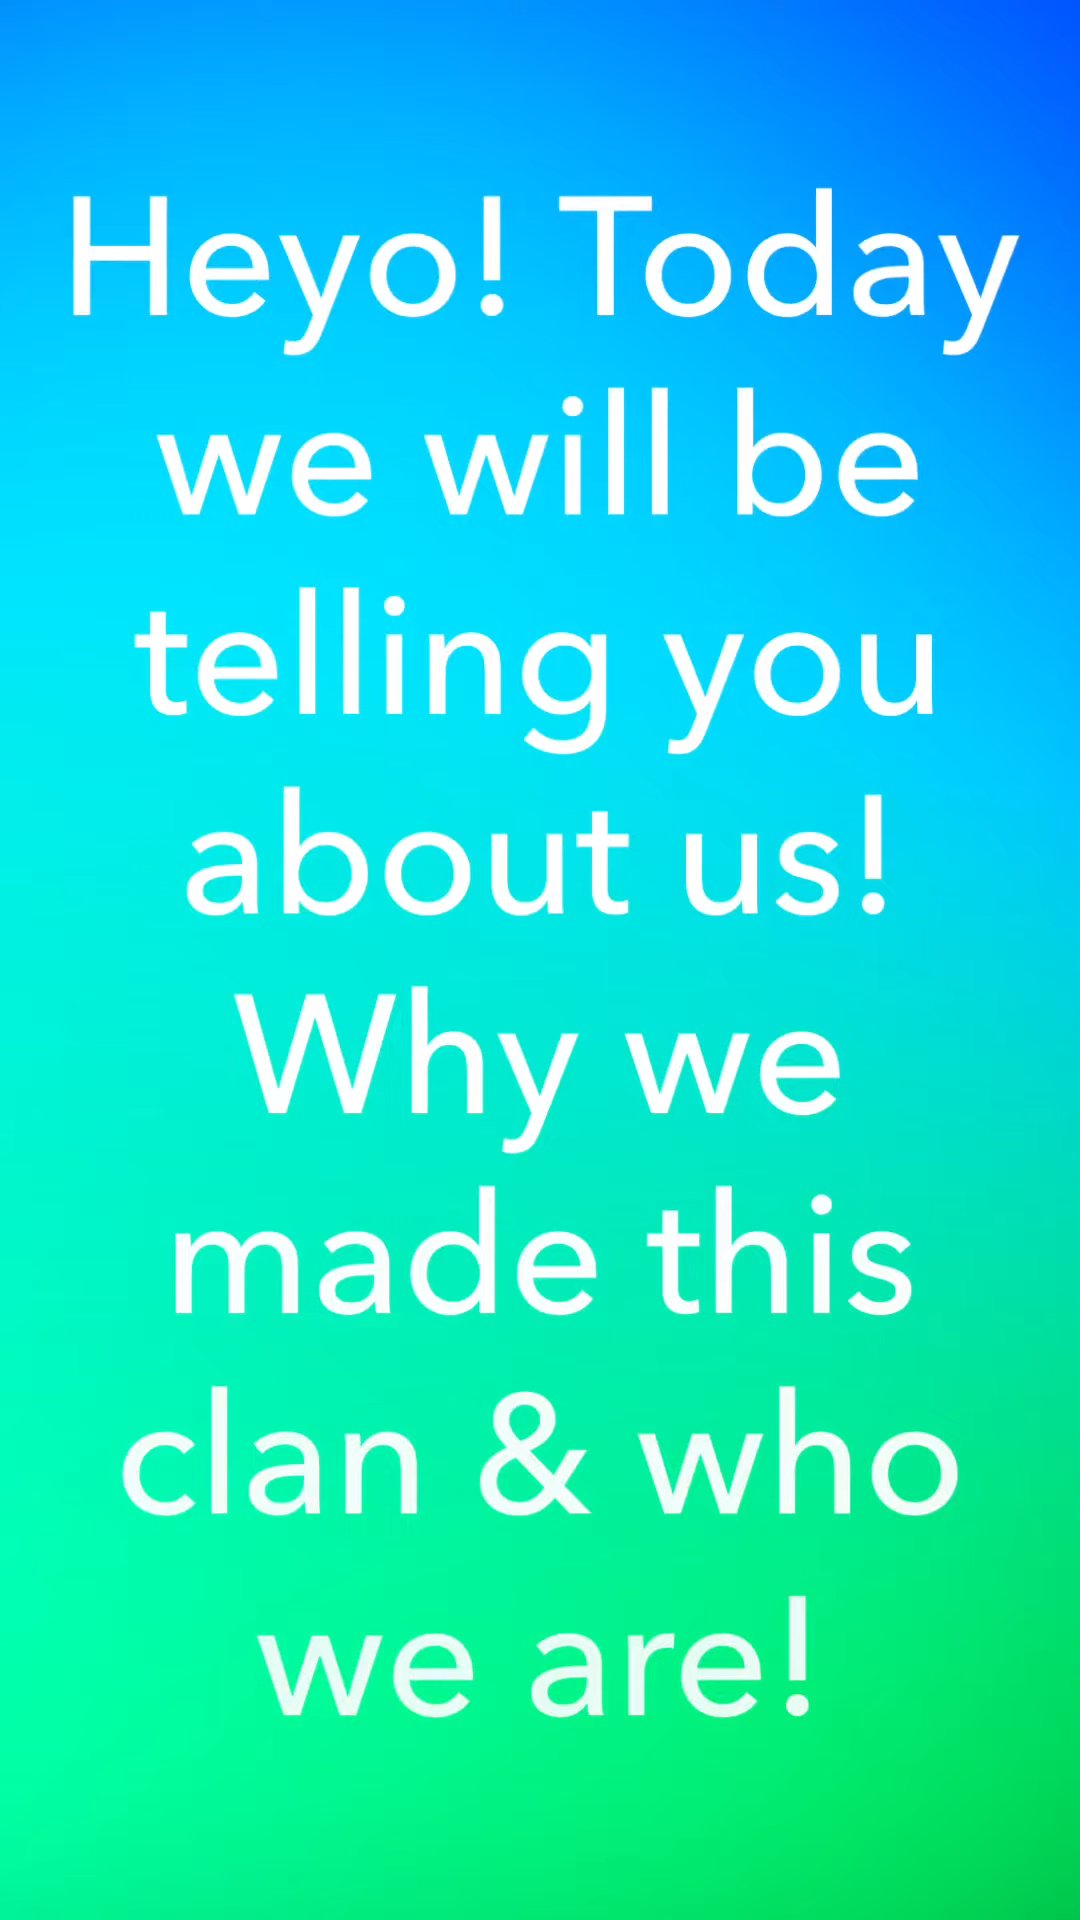 Heyo! Today
we will be
telling you
about us!
Why we
made this
clan & who
we are!